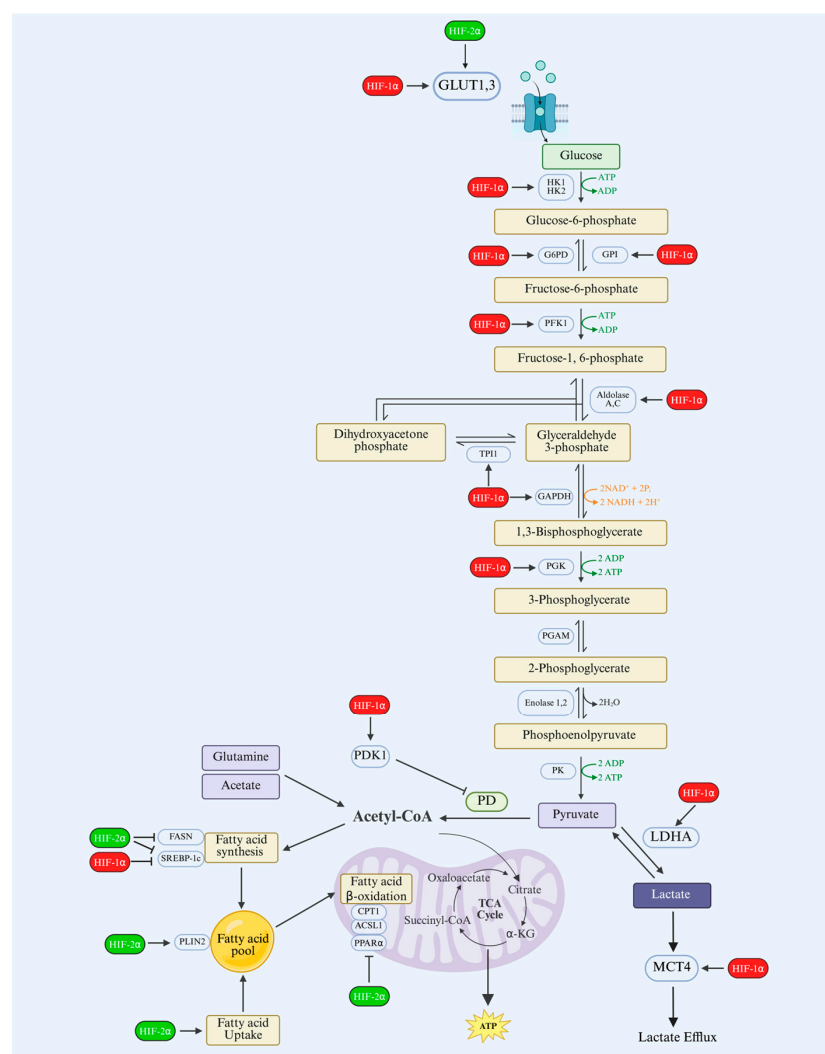 HIF-2α
HIF-1α
GLUT1,3
Glucose
HIF-1α
HK1
HK2
ATP
ADP
Glucose-6-phosphate
HIF-1α
G6PD
GPI
HIF-1α
Fructose-6-phosphate
HIF-1α
PFK1
ATP
ADP
Fructose-1, 6-phosphate
Aldolase
A,C
HIF-1α
Dihydroxyacetone
phosphate
Glyceraldehyde
3-phosphate
TPI1
HIF-1α
GAPDH
2NAD⁺ + 2Pᵢ
2 NADH + 2H⁺
1,3-Bisphosphoglycerate
HIF-1α
PGK
2 ADP
2 ATP
3-Phosphoglycerate
PGAM
2-Phosphoglycerate
Enolase 1,2
2H₂O
Phosphoenolpyruvate
HIF-1α
PDK1
Glutamine
Acetate
PK
2 ADP
2 ATP
PD
Acetyl-CoA
Pyruvate
HIF-1α
LDHA
HIF-2α
HIF-1α
FASN
SREBP-1c
Fatty acid
synthesis
Fatty acid
β-oxidation
CPT1
ACSL1
PPARα
HIF-2α
Oxaloacetate
Citrate
TCA
Cycle
Succinyl-CoA
α-KG
ATP
Lactate
MCT4
HIF-1α
Lactate Efflux
HIF-2α
PLIN2
Fatty acid
pool
HIF-2α
Fatty acid
Uptake